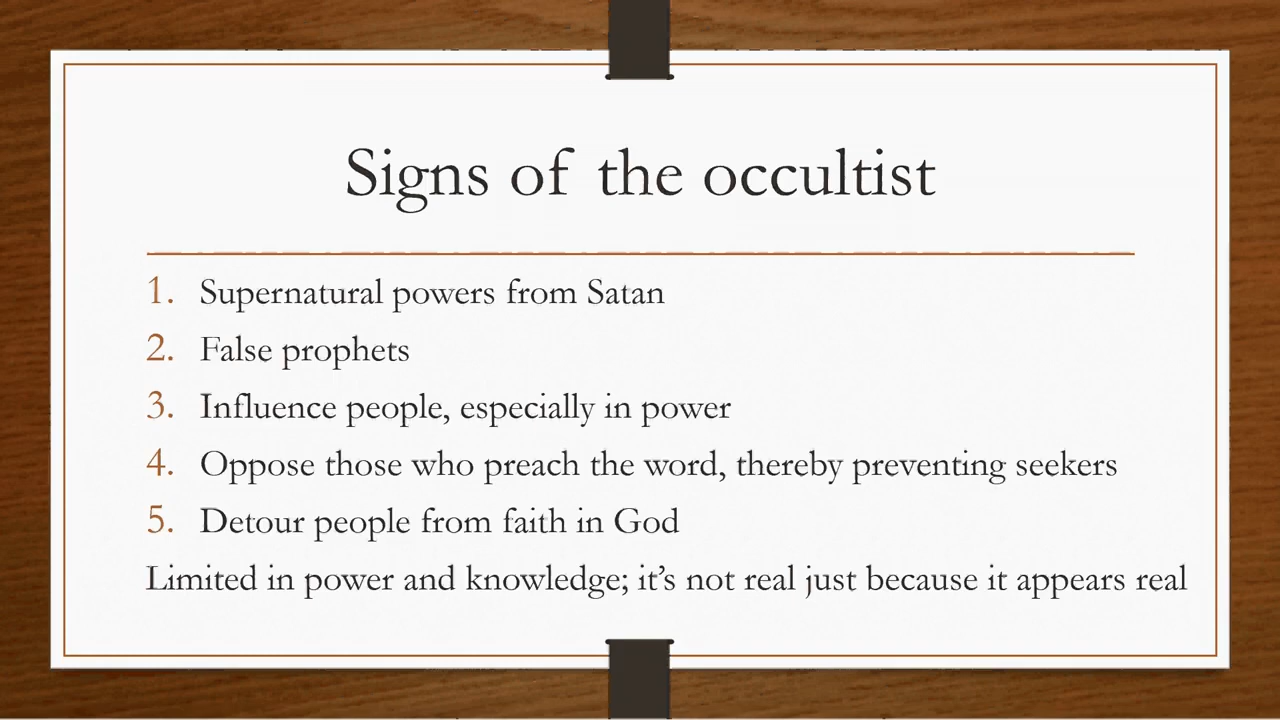 Signs of the occultist
1. Supernatural powers from Satan
2. False prophets
3. Influence people, especially in power
4. Oppose those who preach the word, thereby preventing seekers
5. Detour people from faith in God
Limited in power and knowledge; it’s not real just because it appears real